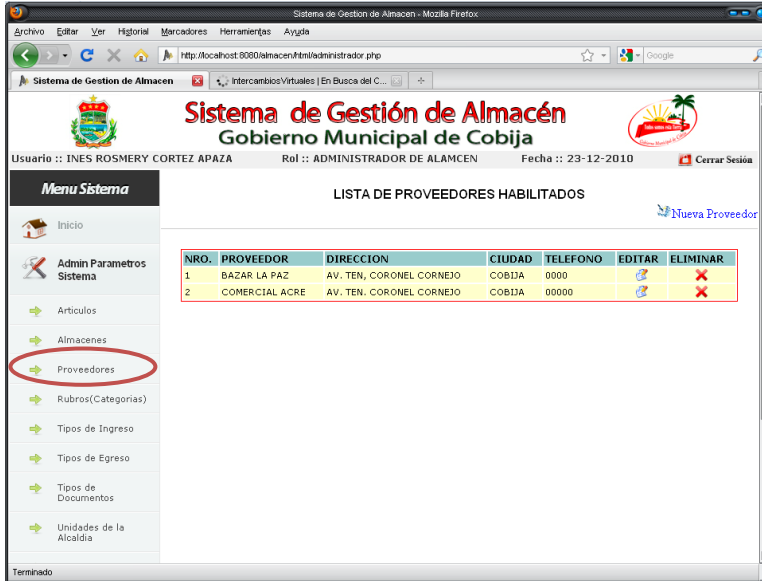 Sistema de Gestion de Almacen - Mozilla Firefox
Archivo Editar Ver Historial Marcadores Herramientas Ayuda
http://localhost:8080/almacen/html/administrador.php
Google
Sistema de Gestion de Almacen
IntercambiosVirtuales | En Busca del C...
Sistema de Gestión de Almacén
Gobierno Municipal de Cobija
Usuario :: INES ROSMERY CORTEZ APAZA Rol :: ADMINISTRADOR DE ALAMCEN Fecha :: 23-12-2010 Cerrar Sesión
Menu Sistema
Inicio
Admin Parametros
Sistema
Articulos
Almacenes
Proveedores
Rubros(Categorias)
Tipos de Ingreso
Tipos de Egreso
Tipos de
Documentos
Unidades de la
Alcaldia
LISTA DE PROVEEDORES HABILITADOS
Nueva Proveedor
NRO. PROVEEDOR DIRECCION CIUDAD TELEFONO EDITAR ELIMINAR
1 BAZAR LA PAZ AV. TEN, CORONEL CORNEJO COBIJA 0000
2 COMERCIAL ACRE AV. TEN. CORONEL CORNEJO COBIJA 00000
Terminado